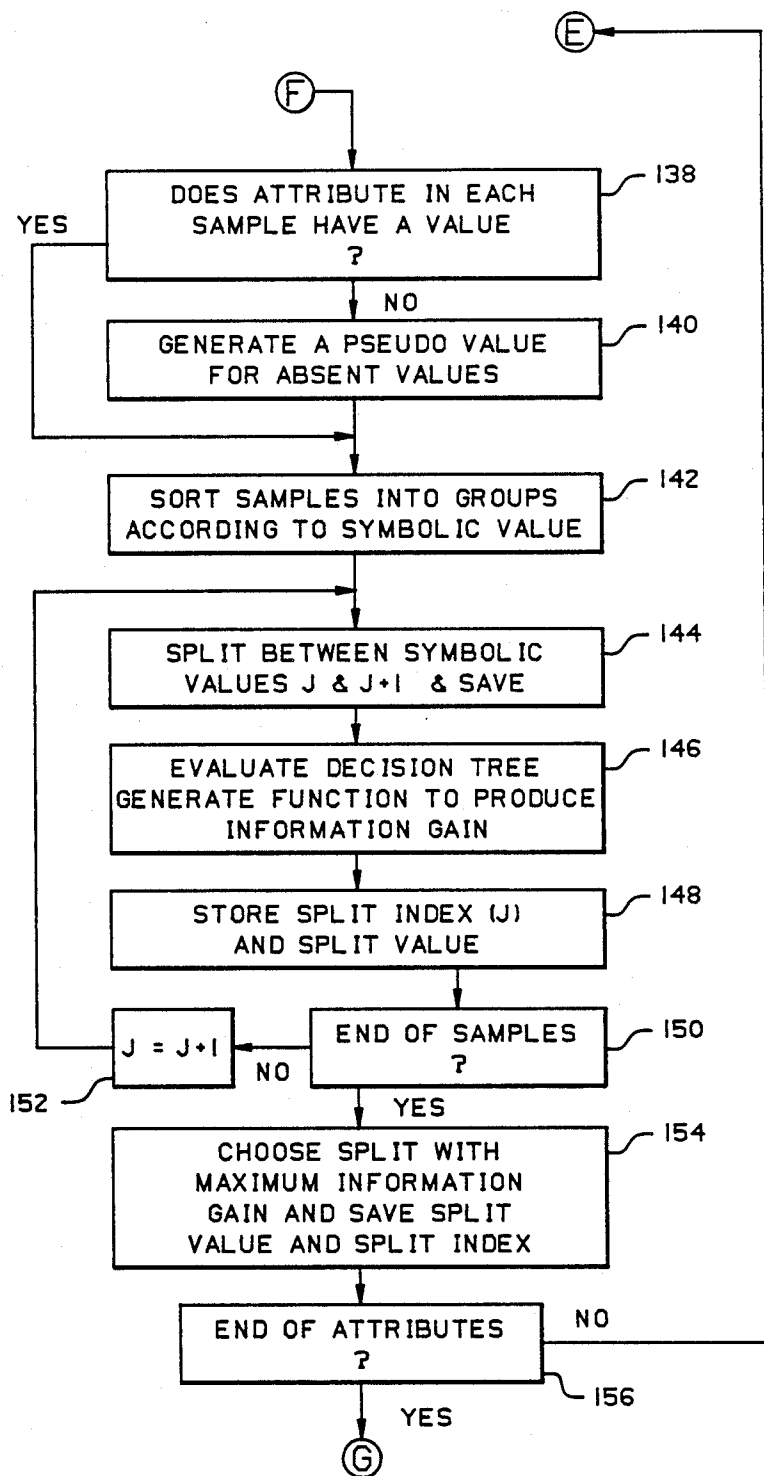 E
F
DOES ATTRIBUTE IN EACH
SAMPLE HAVE A VALUE
?
138
YES
NO
GENERATE A PSEUDO VALUE
FOR ABSENT VALUES
140
SORT SAMPLES INTO GROUPS
ACCORDING TO SYMBOLIC VALUE
142
SPLIT BETWEEN SYMBOLIC
VALUES J & J+1 & SAVE
144
EVALUATE DECISION TREE
GENERATE FUNCTION TO PRODUCE
INFORMATION GAIN
146
STORE SPLIT INDEX (J)
AND SPLIT VALUE
148
END OF SAMPLES
?
150
J = J+1
NO
152
YES
CHOOSE SPLIT WITH
MAXIMUM INFORMATION
GAIN AND SAVE SPLIT
VALUE AND SPLIT INDEX
154
END OF ATTRIBUTES
?
NO
156
YES
G